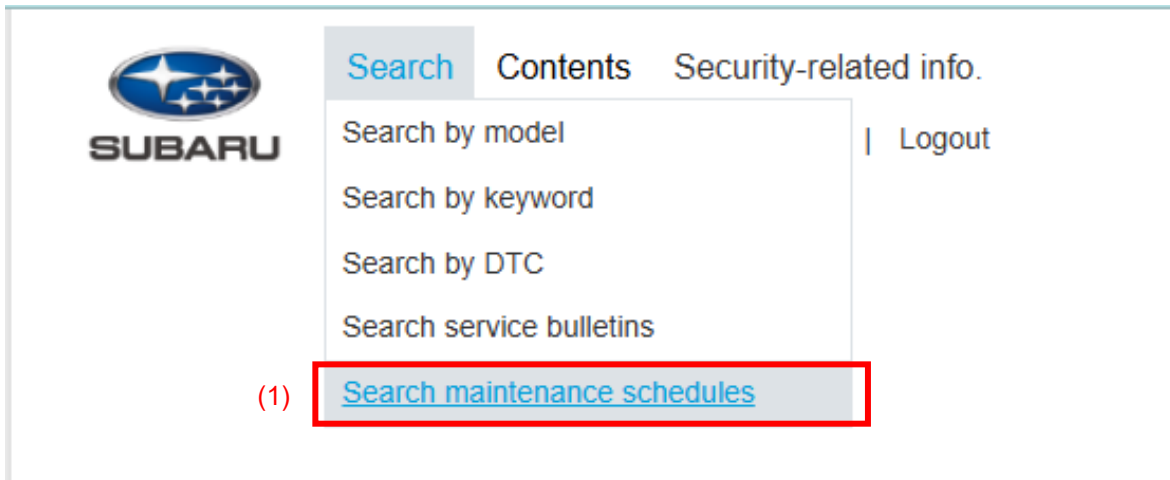 Search Contents Security-related info.
SUBARU
Search by model
| Logout
Search by keyword
Search by DTC
Search service bulletins
(1) Search maintenance schedules